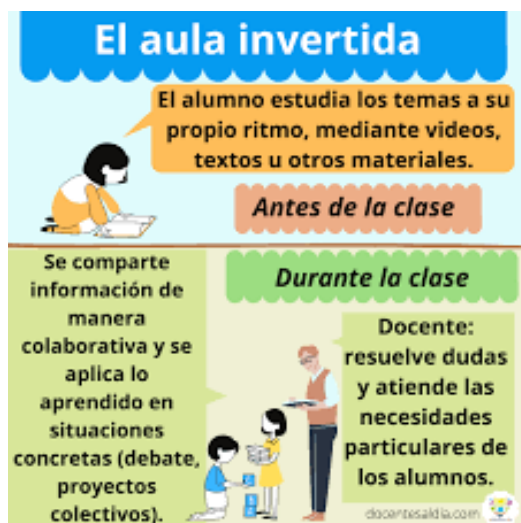 El aula invertida
El alumno estudia los temas a su
propio ritmo, mediante videos,
textos u otros materiales.
Antes de la clase
Durante la clase
Se comparte
información de
manera
colaborativa y se
aplica lo
aprendido en
situaciones
concretas (debate,
proyectos
colectivos).
Docente:
resuelve dudas
y atiende las
necesidades
particulares de
los alumnos.
docentesaldia.com